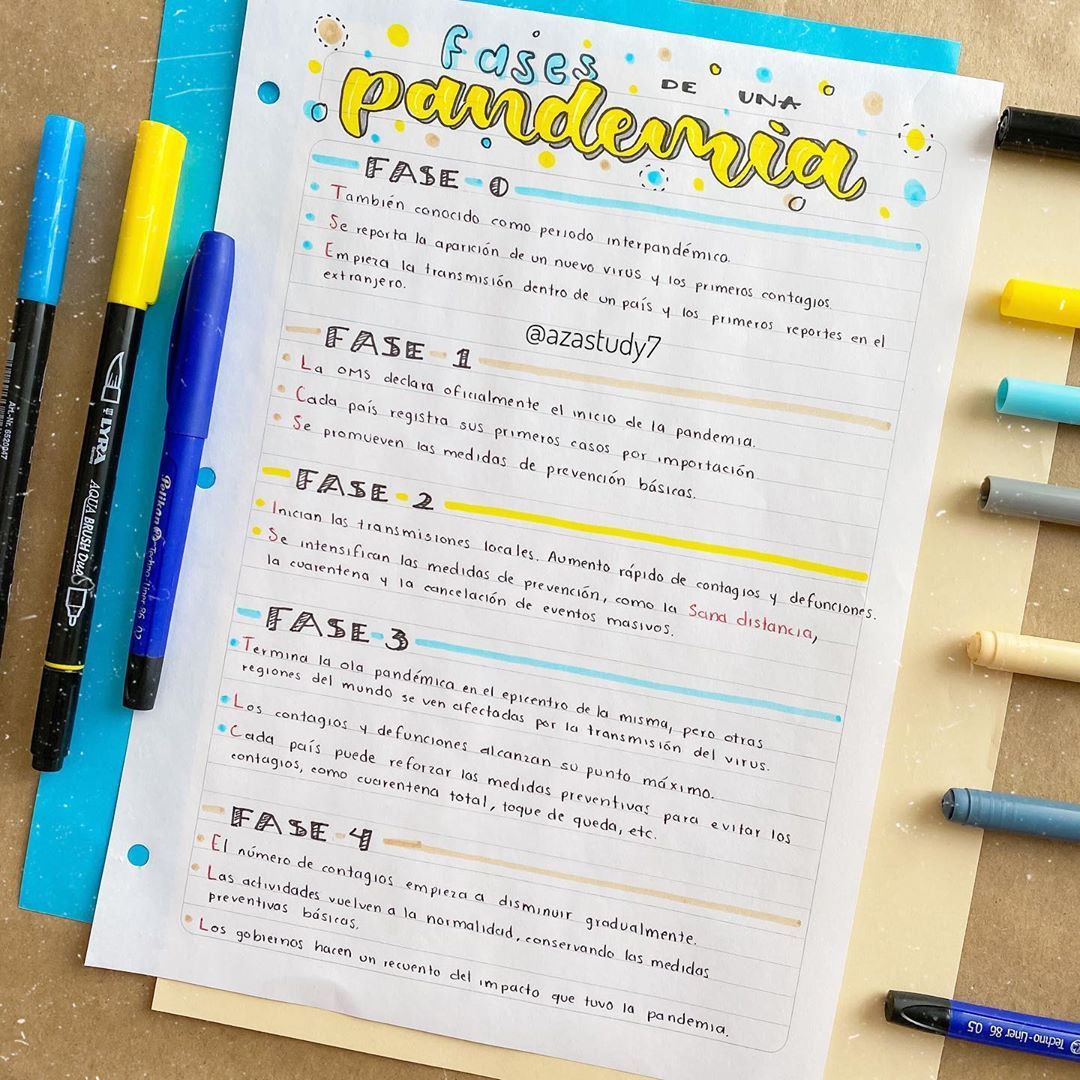 fases DE UNA
pandemia
FASE-0
También conocido como periodo interpandémico.
Se reporta la aparición de un nuevo virus y los primeros contagios.
Empieza la transmisión dentro de un país y los primeros reportes en el
extranjero.
@azastudy7
FASE-1
La OMS declara oficialmente el inicio de la pandemia.
Cada país registra sus primeros casos por importación
Se promueven las medidas de prevención básicas.
FASE-2
Inician las transmisiones locales. Aumento rápido de contagios y defunciones.
Se intensifican las medidas de prevención, como la Sana distancia,
la cuarentena y la cancelación de eventos masivos.
FASE-3
Termina la ola pandémica en el epicentro de la misma, pero otras
regiones del mundo se ven afectadas por la transmisión del virus.
Los contagios y defunciones alcanzan su punto máximo.
Cada país puede reforzar las medidas preventivas para evitar los
contagios, como cuarentena total, toque de queda, etc.
FASE-4
El número de contagios empieza a disminuir gradualmente.
Las actividades vuelven a la normalidad, conservando las medidas
preventivas básicas.
Los gobiernos hacen un recuento del impacto que tuvo la pandemia.
Art.-Nr. 6520047
LYRA
AQUA BRUSH Duo
Pelikan Techno-Liner 86 0.2
Techno-Liner 86 0.5